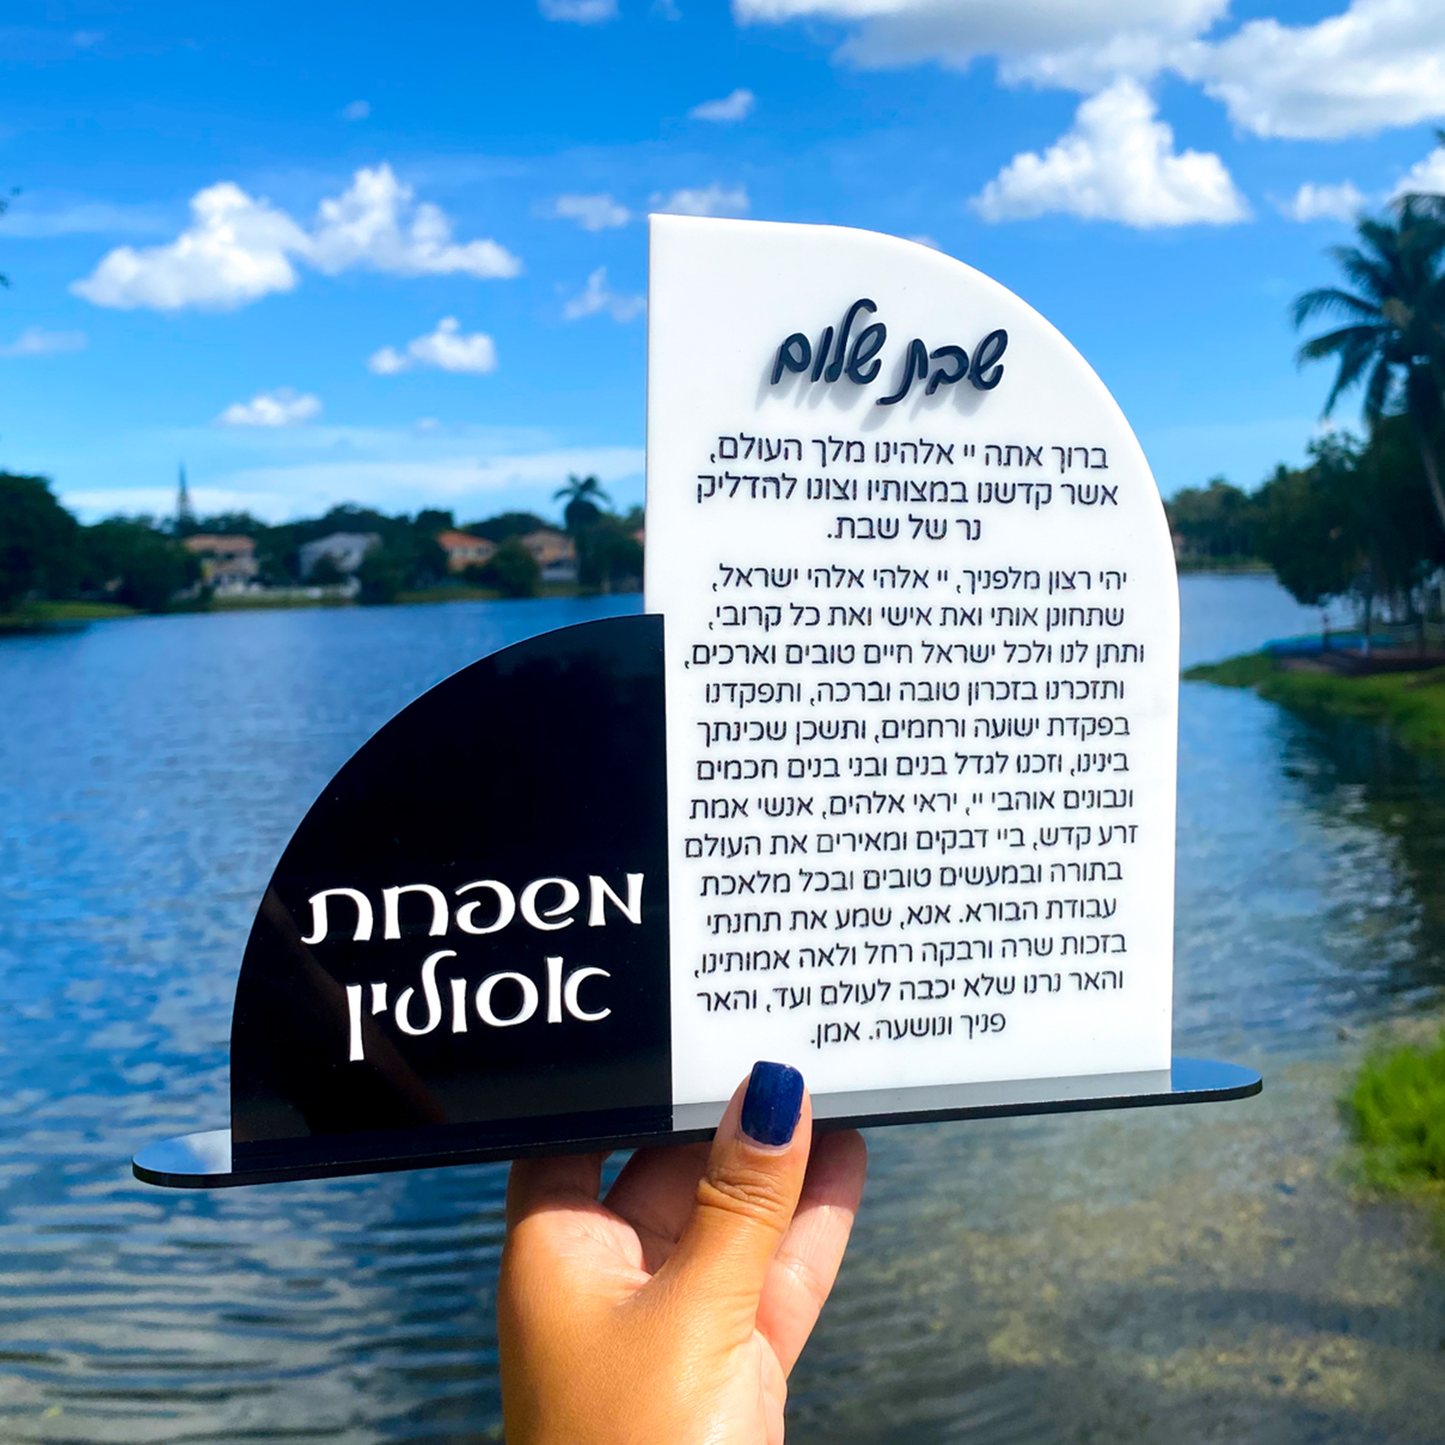 שבת שלום
ברוך אתה יי אלהינו מלך העולם,
אשר קדשנו במצותיו וצונו להדליק
נר של שבת.
יהי רצון מלפניך, יי אלהי אלהי ישראל,
שתחונן אותי ואת אישי ואת כל קרובי,
ותתן לנו ולכל ישראל חיים טובים וארכים,
ותזכרנו בזכרון טובה וברכה, ותפקדנו
בפקדת ישועה ורחמים, ותשכן שכינתך
בינינו, וזכנו לגדל בנים ובני בנים חכמים
ונבונים אוהבי יי, יראי אלהים, אנשי אמת
זרע קדש, ביי דבקים ומאירים את העולם
בתורה ובמעשים טובים ובכל מלאכת
עבודת הבורא. אנא, שמע את תחנתי
בזכות שרה ורבקה רחל ולאה אמותינו,
והאר נרנו שלא יכבה לעולם ועד, והאר
פניך ונושעה. אמן.
משפחת
אסולין